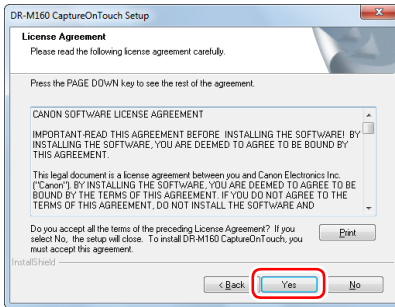 DR-M160 CaptureOnTouch Setup
License Agreement
Please read the following license agreement carefully.
Press the PAGE DOWN key to see the rest of the agreement.
CANON SOFTWARE LICENSE AGREEMENT
IMPORTANT-READ THIS AGREEMENT BEFORE INSTALLING THE SOFTWARE! BY
INSTALLING THE SOFTWARE, YOU ARE DEEMED TO AGREE TO BE BOUND BY
THIS AGREEMENT.
This legal document is a license agreement between you and Canon Electronics Inc.
("Canon"). BY INSTALLING THE SOFTWARE, YOU ARE DEEMED TO AGREE TO BE
BOUND BY THE TERMS OF THIS AGREEMENT. IF YOU DO NOT AGREE TO THE
TERMS OF THIS AGREEMENT, DO NOT INSTALL THE SOFTWARE AND
Do you accept all the terms of the preceding License Agreement? If you
select No, the setup will close. To install DR-M160 CaptureOnTouch, you
must accept this agreement.
Print
InstallShield
< Back
Yes
No